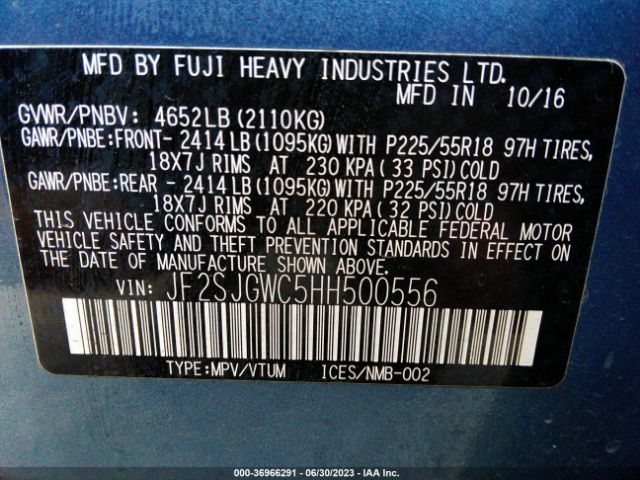 MFD BY FUJI HEAVY INDUSTRIES LTD.
MFD IN 10/16
GVWR/PNBV: 4652LB(2110KG)
GAWR/PNBE:FRONT- 2414LB(1095KG)WITH P225/55R18 97H TIRES,
18X7J RIMS AT 230 KPA( 33 PSI)COLD
GAWR/PNBE:REAR - 2414LB(1095KG)WITH P225/55R18 97H TIRES,
18X7J RIMS AT 220 KPA( 32 PSI)COLD
THIS VEHICLE CONFORMS TO ALL APPLICABLE FEDERAL MOTOR
VEHICLE SAFETY AND THEFT PREVENTION STANDARDS IN EFFECT ON
THE DATE OF MANUFACTURE SHOWN ABOVE.
VIN: JF2SJGWC5HH500556
TYPE:MPV/VTUM ICES/NMB-002
000-36966291 - 06/30/2023 - IAA Inc.